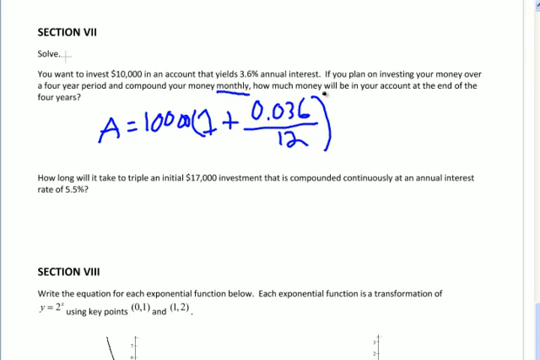 SECTION VII
Solve.
You want to invest $10,000 in an account that yields 3.6% annual interest. If you plan on investing your money over
a four year period and compound your money monthly, how much money will be in your account at the end of the
four years?
A = 10000(1 + 0.036/12)
How long will it take to triple an initial $17,000 investment that is compounded continuously at an annual interest
rate of 5.5%?
SECTION VIII
Write the equation for each exponential function below. Each exponential function is a transformation of
y = 2ˣ using key points (0,1) and (1,2).